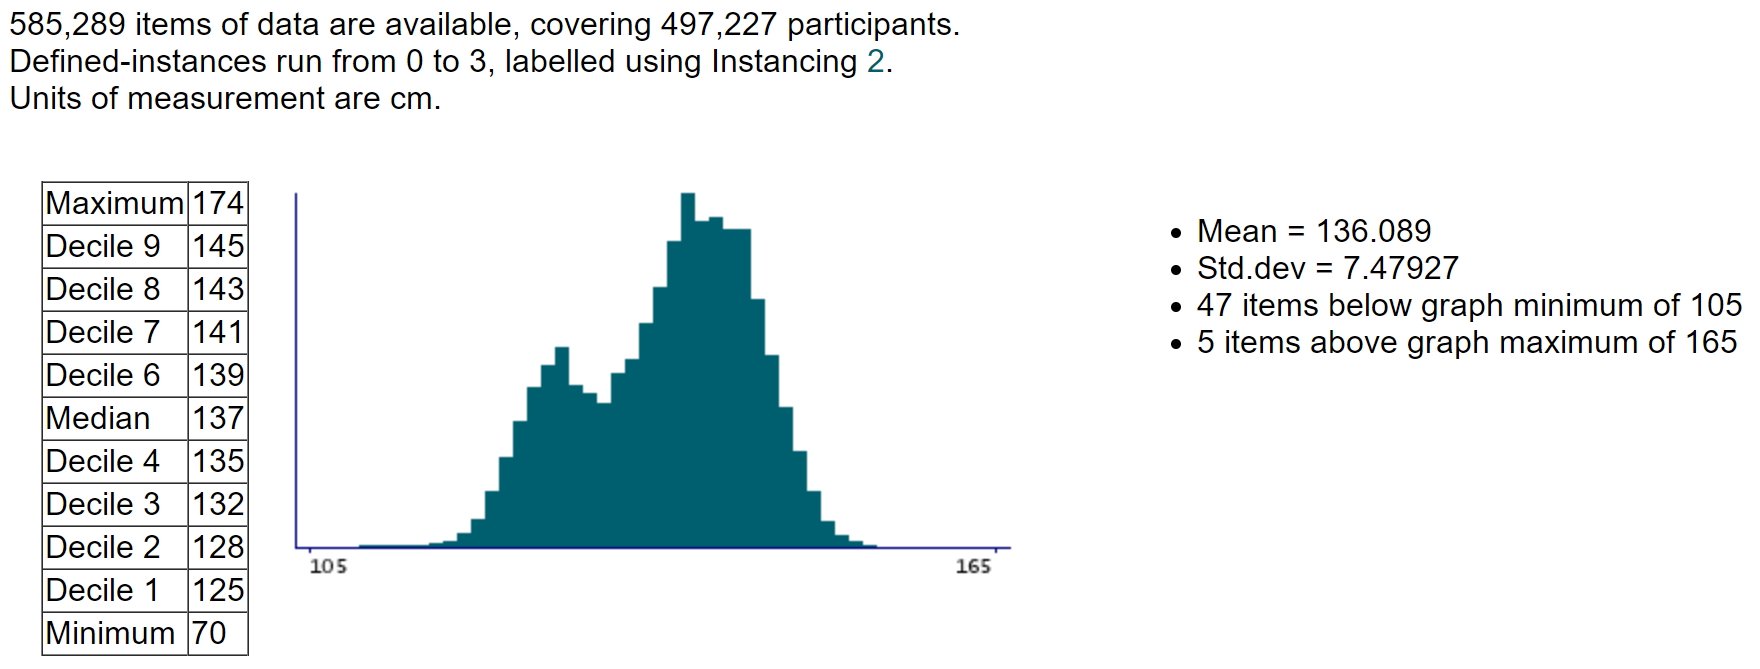 585,289 items of data are available, covering 497,227 participants.
Defined-instances run from 0 to 3, labelled using Instancing 2.
Units of measurement are cm.
Maximum 174
Decile 9 145
Decile 8 143
Decile 7 141
Decile 6 139
Median 137
Decile 4 135
Decile 3 132
Decile 2 128
Decile 1 125
Minimum 70
105 165
• Mean = 136.089
• Std.dev = 7.47927
• 47 items below graph minimum of 105
• 5 items above graph maximum of 165